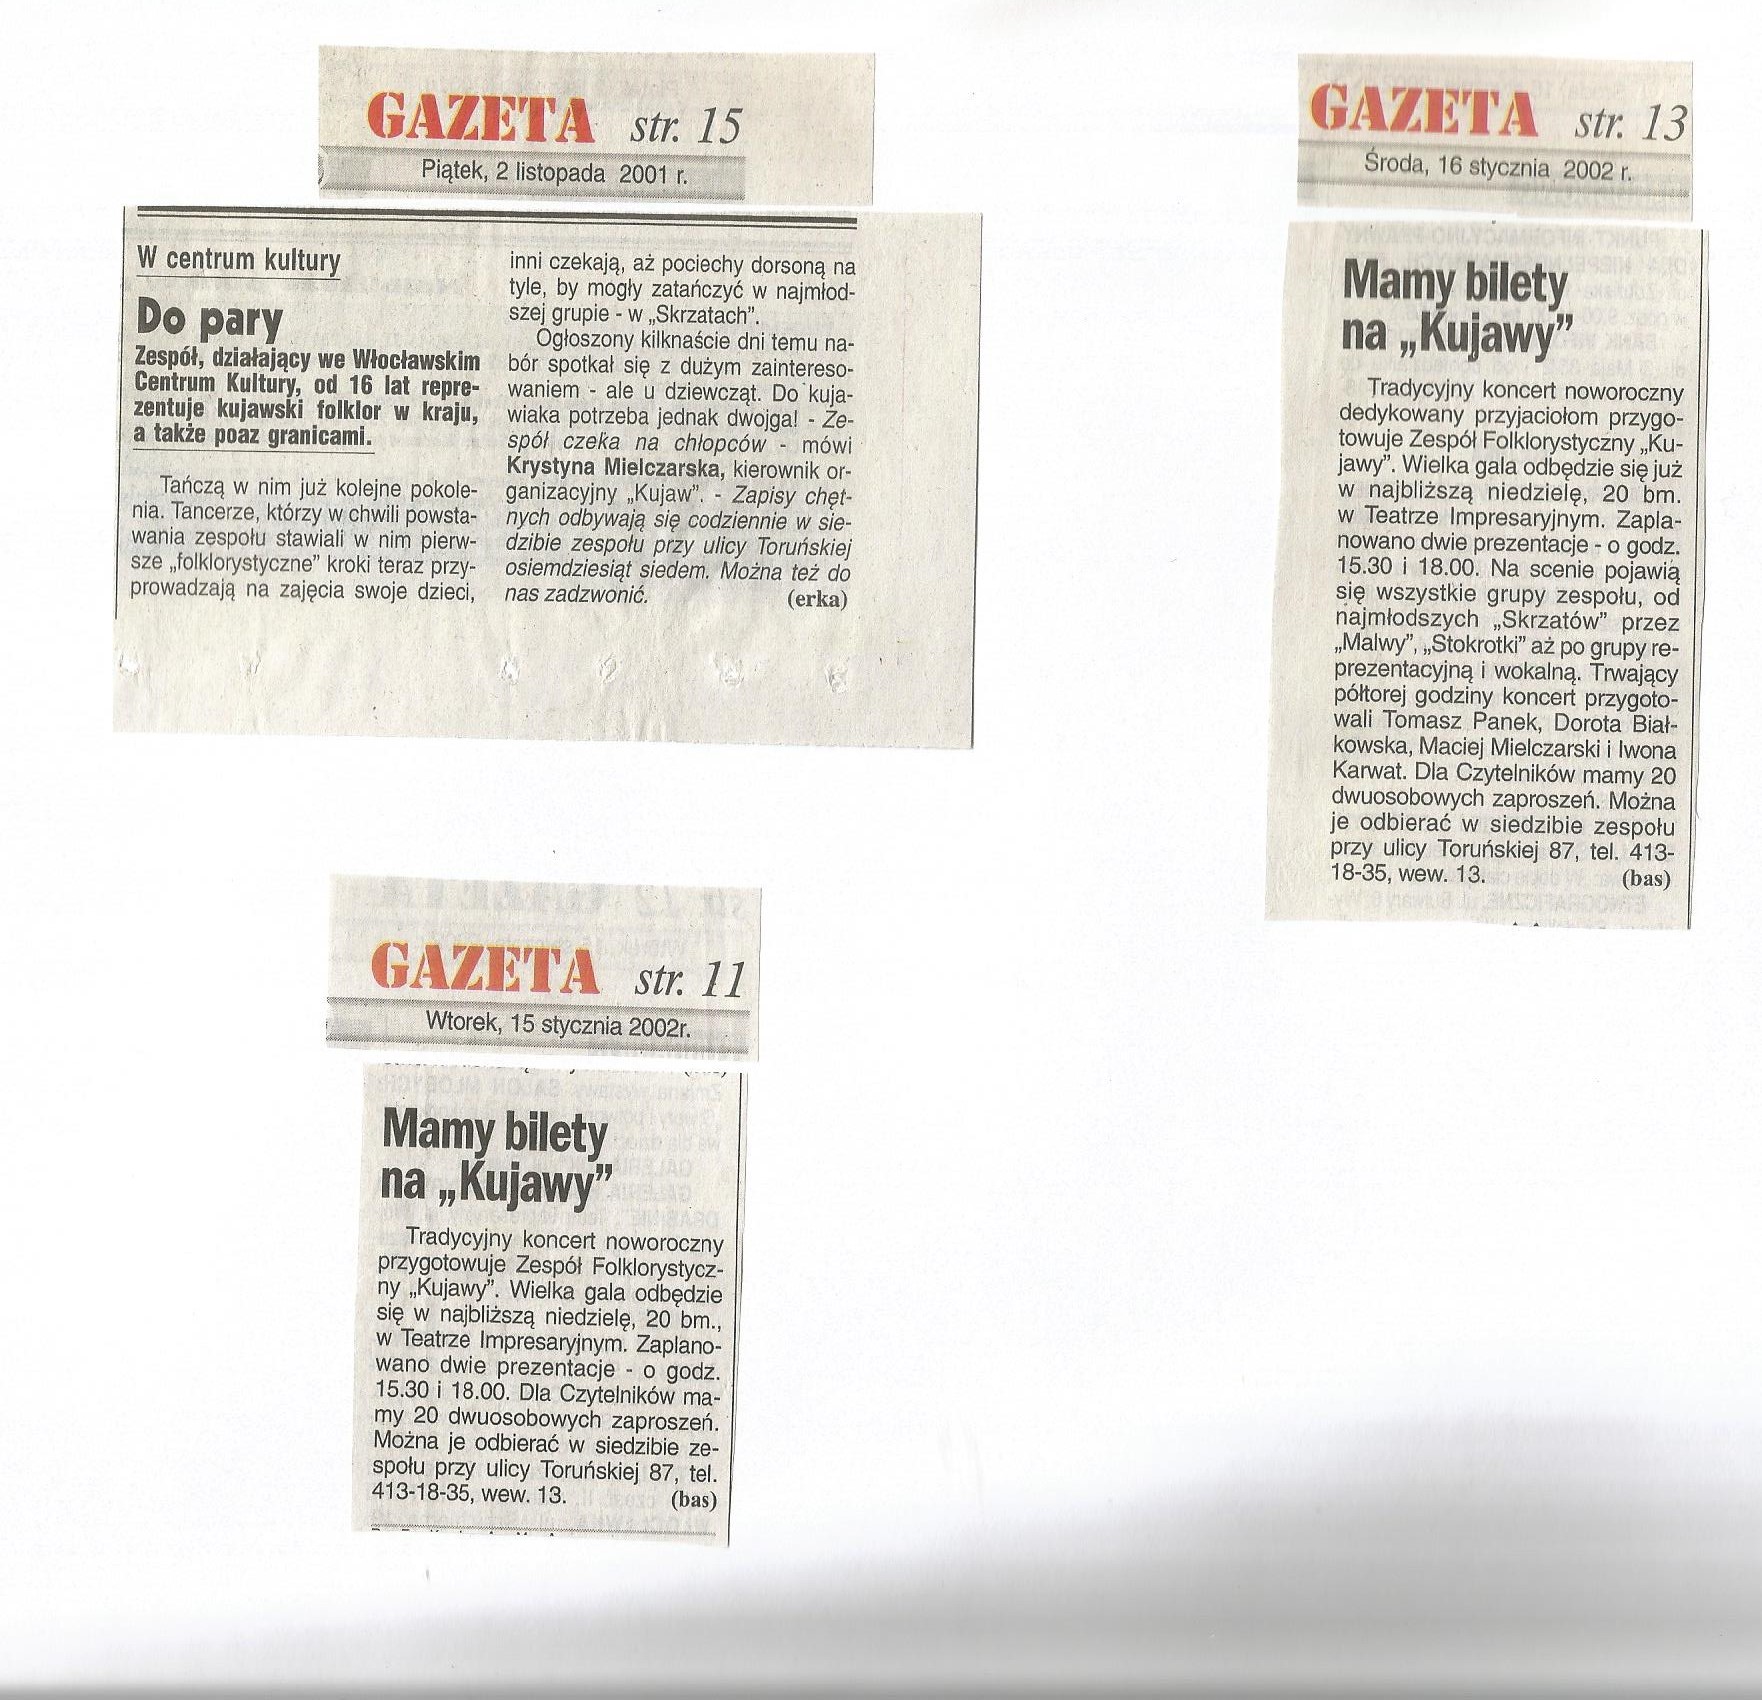 GAZETA str. 15
Piątek, 2 listopada 2001 r.
W centrum kultury
Do pary
Zespół, działający we Włocławskim
Centrum Kultury, od 16 lat repre-
zentuje kujawski folklor w kraju,
a także poaz granicami.
Tańczą w nim już kolejne pokole-
nia. Tancerze, którzy w chwili powsta-
wania zespołu stawiali w nim pierw-
sze „folklorystyczne” kroki teraz przy-
prowadzają na zajęcia swoje dzieci,
inni czekają, aż pociechy dorsoną na
tyle, by mogły zatańczyć w najmłod-
szej grupie - w „Skrzatach”.
Ogłoszony kilknaście dni temu na-
bór spotkał się z dużym zaintereso-
waniem - ale u dziewcząt. Do kuja-
wiaka potrzeba jednak dwojga! - Ze-
spół czeka na chłopców - mówi
Krystyna Mielczarska, kierownik or-
ganizacyjny „Kujaw”. - Zapisy chęt-
nych odbywają się codziennie w sie-
dzibie zespołu przy ulicy Toruńskiej
osiemdziesiąt siedem. Można też do
nas zadzwonić. (erka)
GAZETA str. 13
Środa, 16 stycznia 2002 r.
Mamy bilety
na „Kujawy”
Tradycyjny koncert noworoczny
dedykowany przyjaciołom przygo-
towuje Zespół Folklorystyczny „Ku-
jawy”. Wielka gala odbędzie się już
w najbliższą niedzielę, 20 bm.
w Teatrze Impresaryjnym. Zapla-
nowano dwie prezentacje - o godz.
15.30 i 18.00. Na scenie pojawią
się wszystkie grupy zespołu, od
najmłodszych „Skrzatów” przez
„Malwy”, „Stokrotki” aż po grupy re-
prezentacyjną i wokalną. Trwający
półtorej godziny koncert przygoto-
wali Tomasz Panek, Dorota Biał-
kowska, Maciej Mielczarski i Iwona
Karwat. Dla Czytelników mamy 20
dwuosobowych zaproszeń. Można
je odbierać w siedzibie zespołu
przy ulicy Toruńskiej 87, tel. 413-
18-35, wew. 13. (bas)
GAZETA str. 11
Wtorek, 15 stycznia 2002r.
Mamy bilety
na „Kujawy”
Tradycyjny koncert noworoczny
przygotowuje Zespół Folklorystycz-
ny „Kujawy”. Wielka gala odbędzie
się w najbliższą niedzielę, 20 bm.,
w Teatrze Impresaryjnym. Zaplano-
wano dwie prezentacje - o godz.
15.30 i 18.00. Dla Czytelników ma-
my 20 dwuosobowych zaproszeń.
Można je odbierać w siedzibie ze-
społu przy ulicy Toruńskiej 87, tel.
413-18-35, wew. 13. (bas)